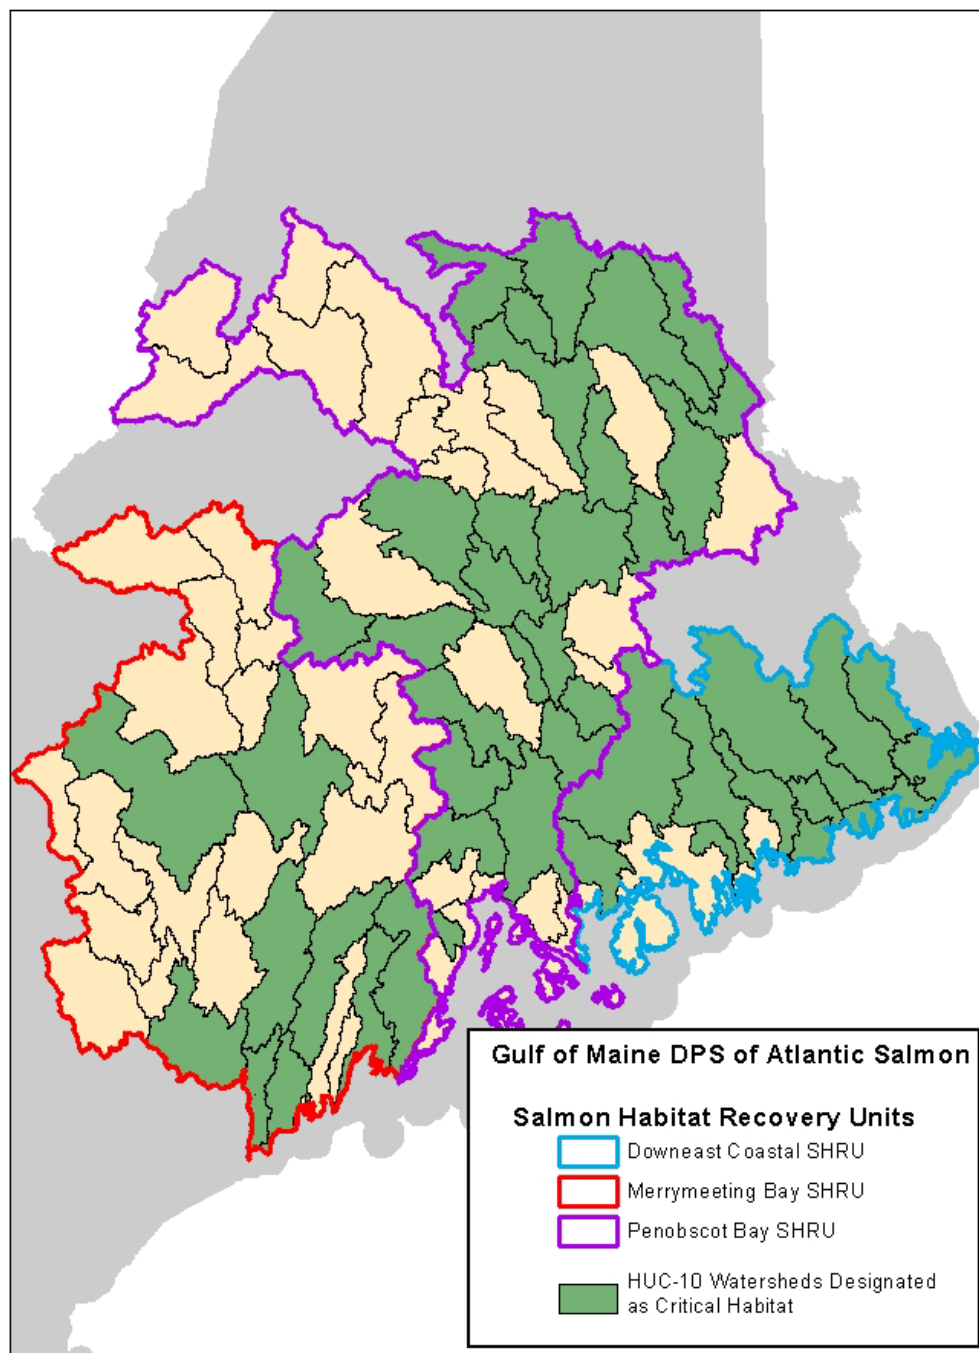 Gulf of Maine DPS of Atlantic Salmon
Salmon Habitat Recovery Units
Downeast Coastal SHRU
Merrymeeting Bay SHRU
Penobscot Bay SHRU
HUC-10 Watersheds Designated
as Critical Habitat